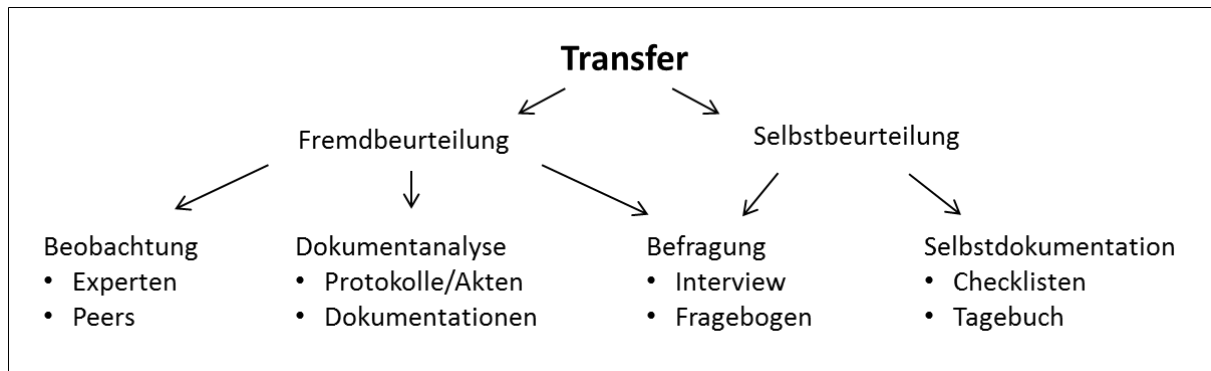 Transfer
Fremdbeurteilung
Selbstbeurteilung
Beobachtung
• Experten
• Peers
Dokumentanalyse
• Protokolle/Akten
• Dokumentationen
Befragung
• Interview
• Fragebogen
Selbstdokumentation
• Checklisten
• Tagebuch